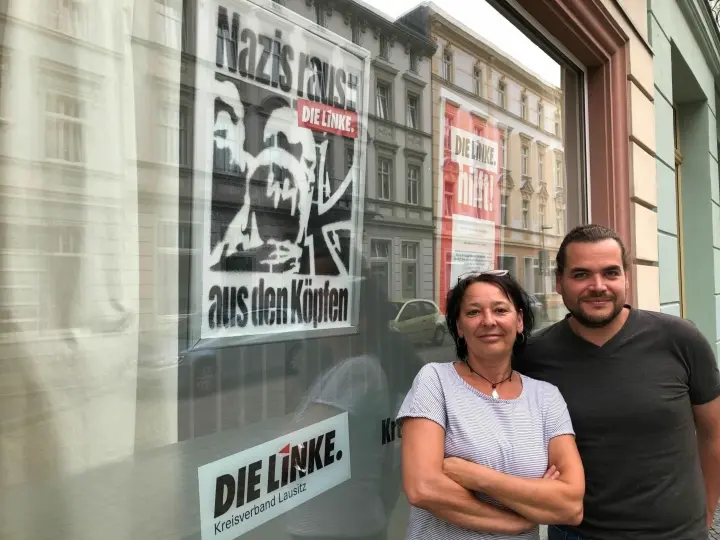 Nazis raus!!
DIE LINKE.
aus den Köpfen
DIE LINKE.
hilft!
DIE LINKE.
Kreisverband Lausitz